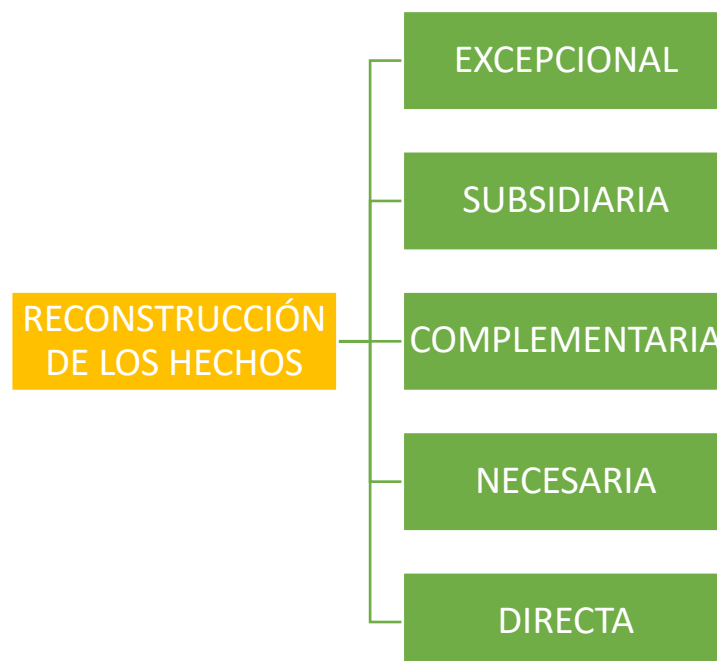 EXCEPCIONAL
SUBSIDIARIA
RECONSTRUCCIÓN
DE LOS HECHOS
COMPLEMENTARIA
NECESARIA
DIRECTA